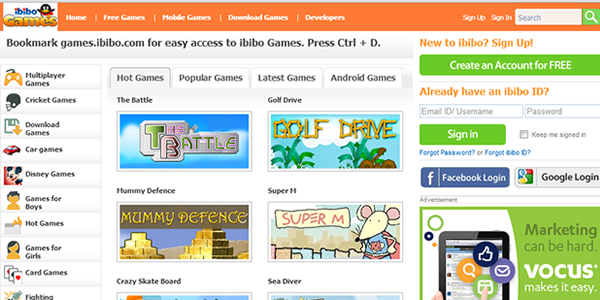 ibibo
Games
Home | Free Games | Mobile Games | Download Games | Developers
Sign Up Sign In Search
Bookmark games.ibibo.com for easy access to ibibo Games. Press Ctrl + D.
Multiplayer
Games
Cricket Games
Download
Games
Car games
Disney Games
Games for
Boys
Hot Games
Games for
Girls
Card Games
Fighting
Hot Games Popular Games Latest Games Android Games
The Battle Golf Drive
THE
BATTLE
GOLF DRIVE
Mummy Defence Super M
MUMMY DEFENCE
SUPER M
Crazy Skate Board Sea Diver
New to ibibo? Sign Up!
Create an Account for FREE
Already have an ibibo ID?
Email ID/ Username Password
Sign in Keep me signed in
Forgot Password? or Forgot ibibo ID?
f Facebook Login g Google Login
Advertisement
Marketing
can be hard.
VOCUS
makes it easy.